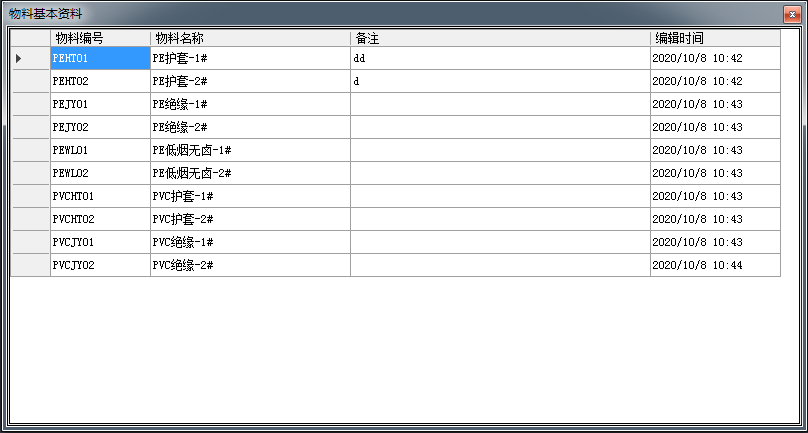 物料基本资料
物料编号 物料名称 备注 编辑时间
PEHT01 PE护套-1# dd 2020/10/8 10:42
PEHT02 PE护套-2# d 2020/10/8 10:42
PEJY01 PE绝缘-1# 2020/10/8 10:43
PEJY02 PE绝缘-2# 2020/10/8 10:43
PEWL01 PE低烟无卤-1# 2020/10/8 10:43
PEWL02 PE低烟无卤-2# 2020/10/8 10:43
PVCHT01 PVC护套-1# 2020/10/8 10:43
PVCHT02 PVC护套-2# 2020/10/8 10:43
PVCJY01 PVC绝缘-1# 2020/10/8 10:43
PVCJY02 PVC绝缘-2# 2020/10/8 10:44